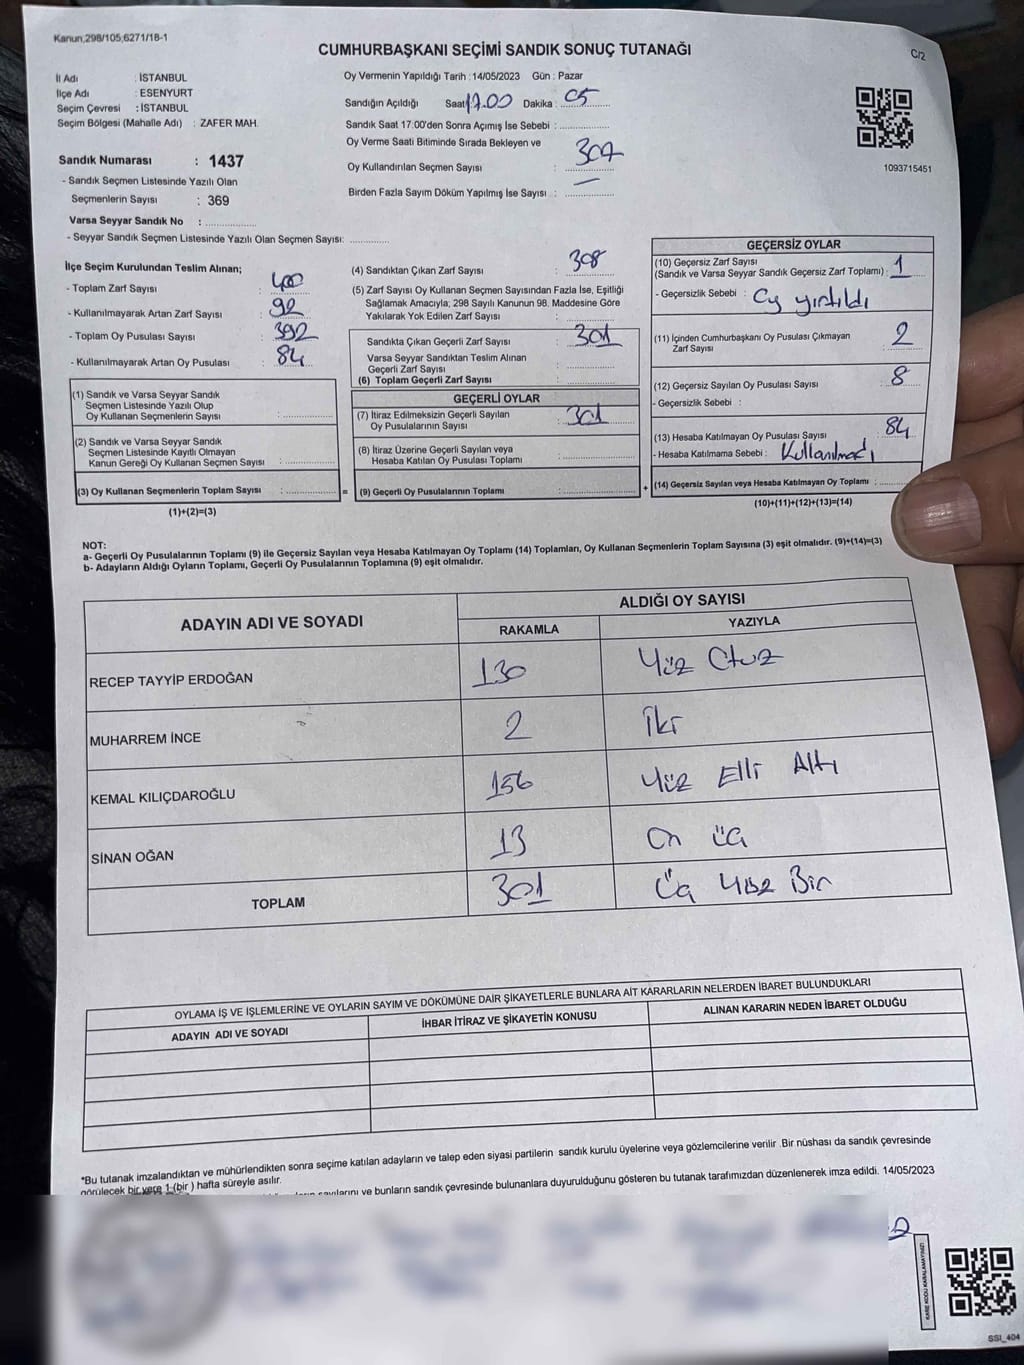 Kanun,298/105,6271/18-1
CUMHURBAŞKANI SEÇİMİ SANDIK SONUÇ TUTANAĞI
C/2
İl Adı : İSTANBUL
İlçe Adı : ESENYURT
Seçim Çevresi : İSTANBUL
Seçim Bölgesi (Mahalle Adı) : ZAFER MAH.
Sandık Numarası : 1437
- Sandık Seçmen Listesinde Yazılı Olan
Seçmenlerin Sayısı : 369
Varsa Seyyar Sandık No : ..............
- Seyyar Sandık Seçmen Listesinde Yazılı Olan Seçmen Sayısı: ............
Oy Vermenin Yapıldığı Tarih : 14/05/2023 Gün : Pazar
Sandığın Açıldığı Saat 17.00 Dakika : 05
Sandık Saat 17:00'den Sonra Açımış İse Sebebi : ..............
Oy Verme Saati Bitiminde Sırada Bekleyen ve
Oy Kullandırılan Seçmen Sayısı : 307
Birden Fazla Sayım Döküm Yapılmış İse Sayısı : —
1093715451
İlçe Seçim Kurulundan Teslim Alınan;
- Toplam Zarf Sayısı : 400
- Kullanılmayarak Artan Zarf Sayısı : 92
- Toplam Oy Pusulası Sayısı : 392
- Kullanılmayarak Artan Oy Pusulası : 84
(1) Sandık ve Varsa Seyyar Sandık
Seçmen Listesinde Yazılı Olup
Oy Kullanan Seçmenlerin Sayısı : ............
(2) Sandık ve Varsa Seyyar Sandık
Seçmen Listesinde Kayıtlı Olmayan
Kanun Gereği Oy Kullanan Seçmen Sayısı : ............
(3) Oy Kullanan Seçmenlerin Toplam Sayısı : ............ =
(1)+(2)=(3)
(4) Sandıktan Çıkan Zarf Sayısı : 308
(5) Zarf Sayısı Oy Kullanan Seçmen Sayısından Fazla İse, Eşitliği
Sağlamak Amacıyla; 298 Sayılı Kanunun 98. Maddesine Göre
Yakılarak Yok Edilen Zarf Sayısı : ............
Sandıkta Çıkan Geçerli Zarf Sayısı : 301
Varsa Seyyar Sandıktan Teslim Alınan
Geçerli Zarf Sayısı : ............
(6) Toplam Geçerli Zarf Sayısı : ............
GEÇERLİ OYLAR
(7) İtiraz Edilmeksizin Geçerli Sayılan
Oy Pusulalarının Sayısı : 301
(8) İtiraz Üzerine Geçerli Sayılan veya
Hesaba Katılan Oy Pusulası Toplamı : ............
(9) Geçerli Oy Pusulalarının Toplamı : ............ +
GEÇERSİZ OYLAR
(10) Geçersiz Zarf Sayısı
(Sandık ve Varsa Seyyar Sandık Geçersiz Zarf Toplamı) : 1
- Geçersizlik Sebebi : Oy yırtıldı
(11) İçinden Cumhurbaşkanı Oy Pusulası Çıkmayan
Zarf Sayısı 2
(12) Geçersiz Sayılan Oy Pusulası Sayısı : 8
- Geçersizlik Sebebi :
(13) Hesaba Katılmayan Oy Pusulası Sayısı : 84
- Hesaba Katılmama Sebebi : Kullanılmadı
(14) Geçersiz Sayılan veya Hesaba Katılmayan Oy Toplamı : ............
(10)+(11)+(12)+(13)=(14)
NOT:
a- Geçerli Oy Pusulalarının Toplamı (9) ile Geçersiz Sayılan veya Hesaba Katılmayan Oy Toplamı (14) Toplamları, Oy Kullanan Seçmenlerin Toplam Sayısına (3) eşit olmalıdır. (9)+(14)=(3)
b- Adayların Aldığı Oyların Toplamı, Geçerli Oy Pusulalarının Toplamına (9) eşit olmalıdır.
ADAYIN ADI VE SOYADI
ALDIĞI OY SAYISI
RAKAMLA YAZIYLA
RECEP TAYYİP ERDOĞAN 130 Yüz Otuz
MUHARREM İNCE 2 İki
KEMAL KILIÇDAROĞLU 156 Yüz Elli Altı
SİNAN OĞAN 13 On üç
TOPLAM 301 Üç Yüz Bir
OYLAMA İŞ VE İŞLEMLERİNE VE OYLARIN SAYIM VE DÖKÜMÜNE DAİR ŞİKAYETLERLE BUNLARA AİT KARARLARIN NELERDEN İBARET BULUNDUKLARI
ADAYIN ADI VE SOYADI İHBAR İTİRAZ VE ŞİKAYETİN KONUSU ALINAN KARARIN NEDEN İBARET OLDUĞU
*Bu tutanak imzalandıktan ve mühürlendikten sonra seçime katılan adayların ve talep eden siyasi partilerin sandık kurulu üyelerine veya gözlemcilerine verilir .Bir nüshası da sandık çevresinde
görülecek bir yere 1 (bir ) hafta süreyle asılır.
sayılarını ve bunların sandık çevresinde bulunanlara duyurulduğunu gösteren bu tutanak tarafımızdan düzenlenerek imza edildi. 14/05/2023
KARE KODU KARALAMAYINIZ!
SSI_404